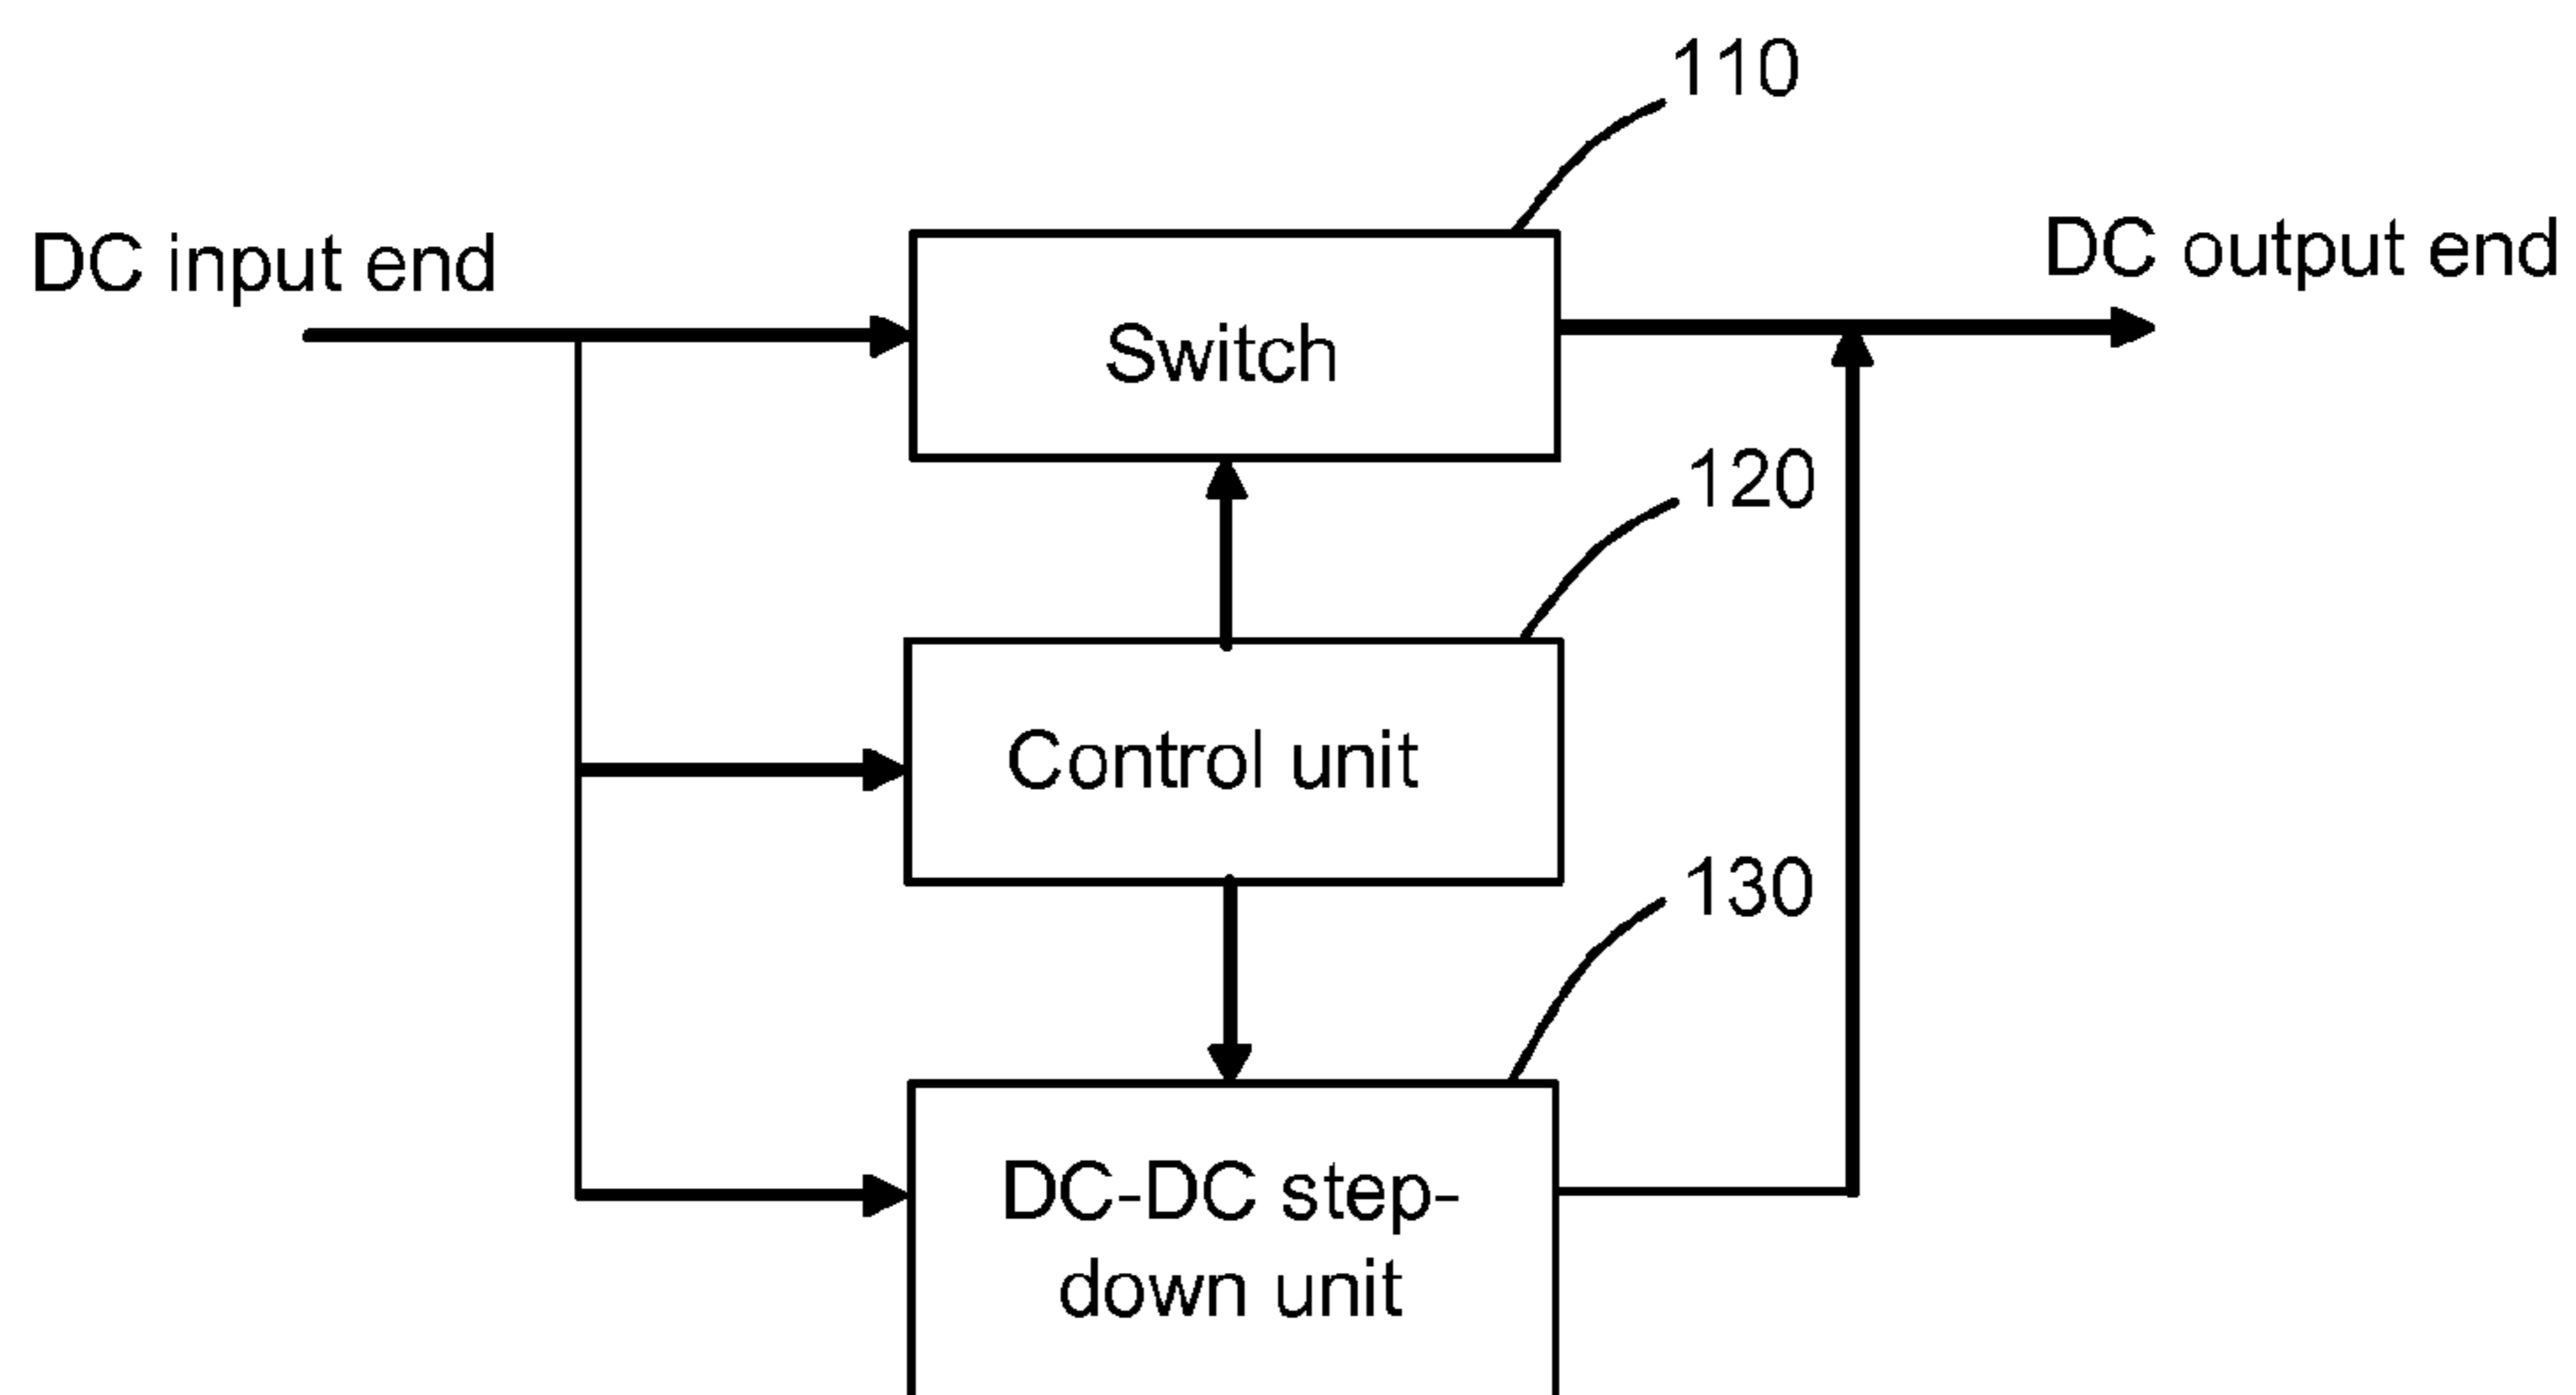 110
DC input end
DC output end
Switch
120
Control unit
130
DC-DC step-
down unit